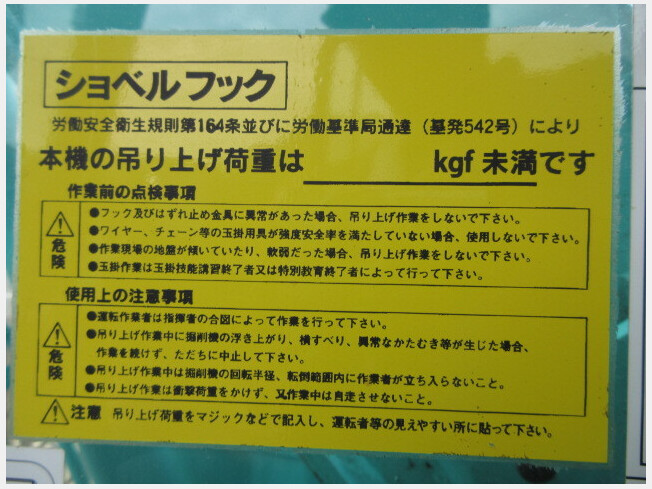 ショベルフック
労働安全衛生規則第164条並びに労働基準局通達（基発542号）により
本機の吊り上げ荷重は kgf 未満です
作業前の点検事項
危険
●フック及びはずれ止め金具に異常があった場合、吊り上げ作業をしないで下さい。
●ワイヤー、チェーン等の玉掛用具が強度安全率を満たしていない場合、使用しないで下さい。
●作業現場の地盤が傾いていたり、軟弱だった場合、吊り上げ作業をしないで下さい。
●玉掛作業は玉掛技能講習終了者又は特別教育終了者によって行って下さい。
使用上の注意事項
危険
●運転作業者は指揮者の合図によって作業を行って下さい。
●吊り上げ作業中に掘削機の浮き上がり、横すべり、異常なかたむき等が生じた場合、
作業を続けず、ただちに中止して下さい。
●吊り上げ作業中は掘削機の回転半径、転倒範囲内に作業者が立ち入らないこと。
●吊り上げ作業は衝撃荷重をかけず、又作業中は自走させないこと。
注意 吊り上げ荷重をマジックなどで記入し、運転者等の見えやすい所に貼って下さい。